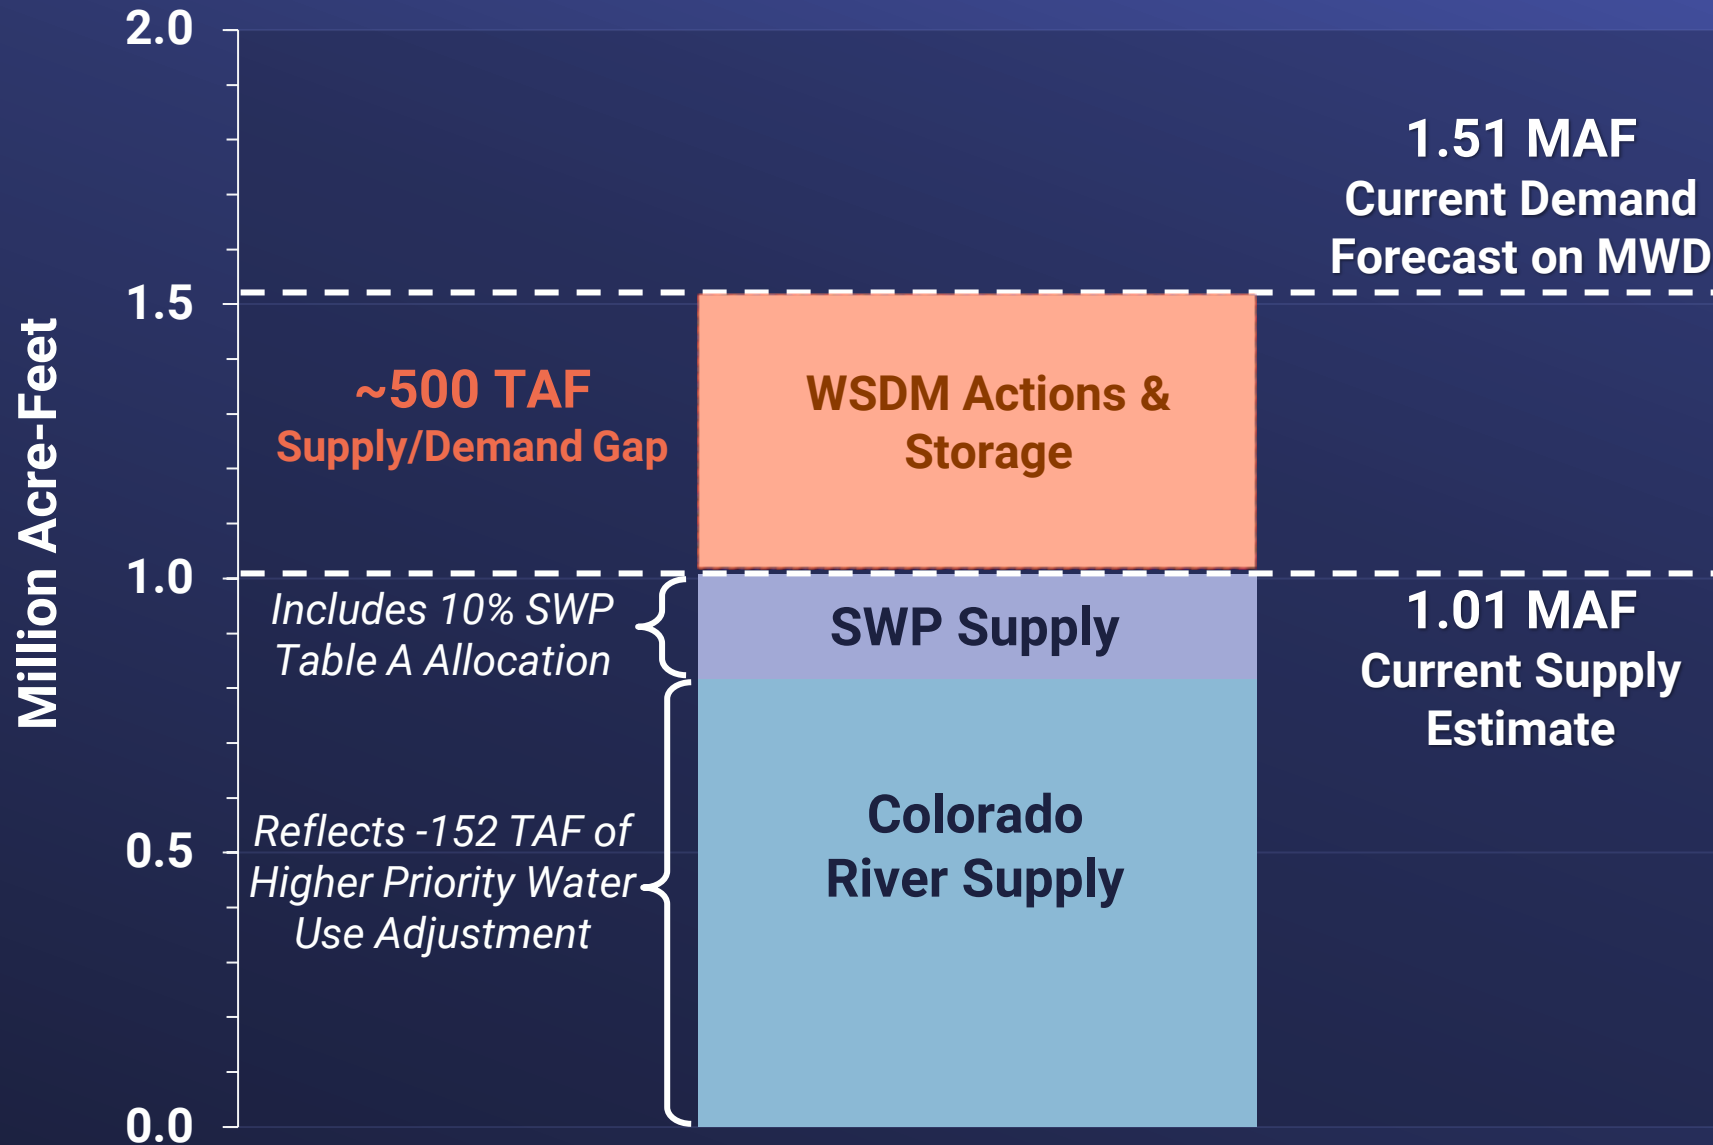 Million Acre-Feet
2.0
1.5
1.0
0.5
0.0
1.51 MAF
Current Demand
Forecast on MWD
~500 TAF
Supply/Demand Gap
WSDM Actions &
Storage
Includes 10% SWP
Table A Allocation
SWP Supply
1.01 MAF
Current Supply
Estimate
Reflects -152 TAF of
Higher Priority Water
Use Adjustment
Colorado
River Supply